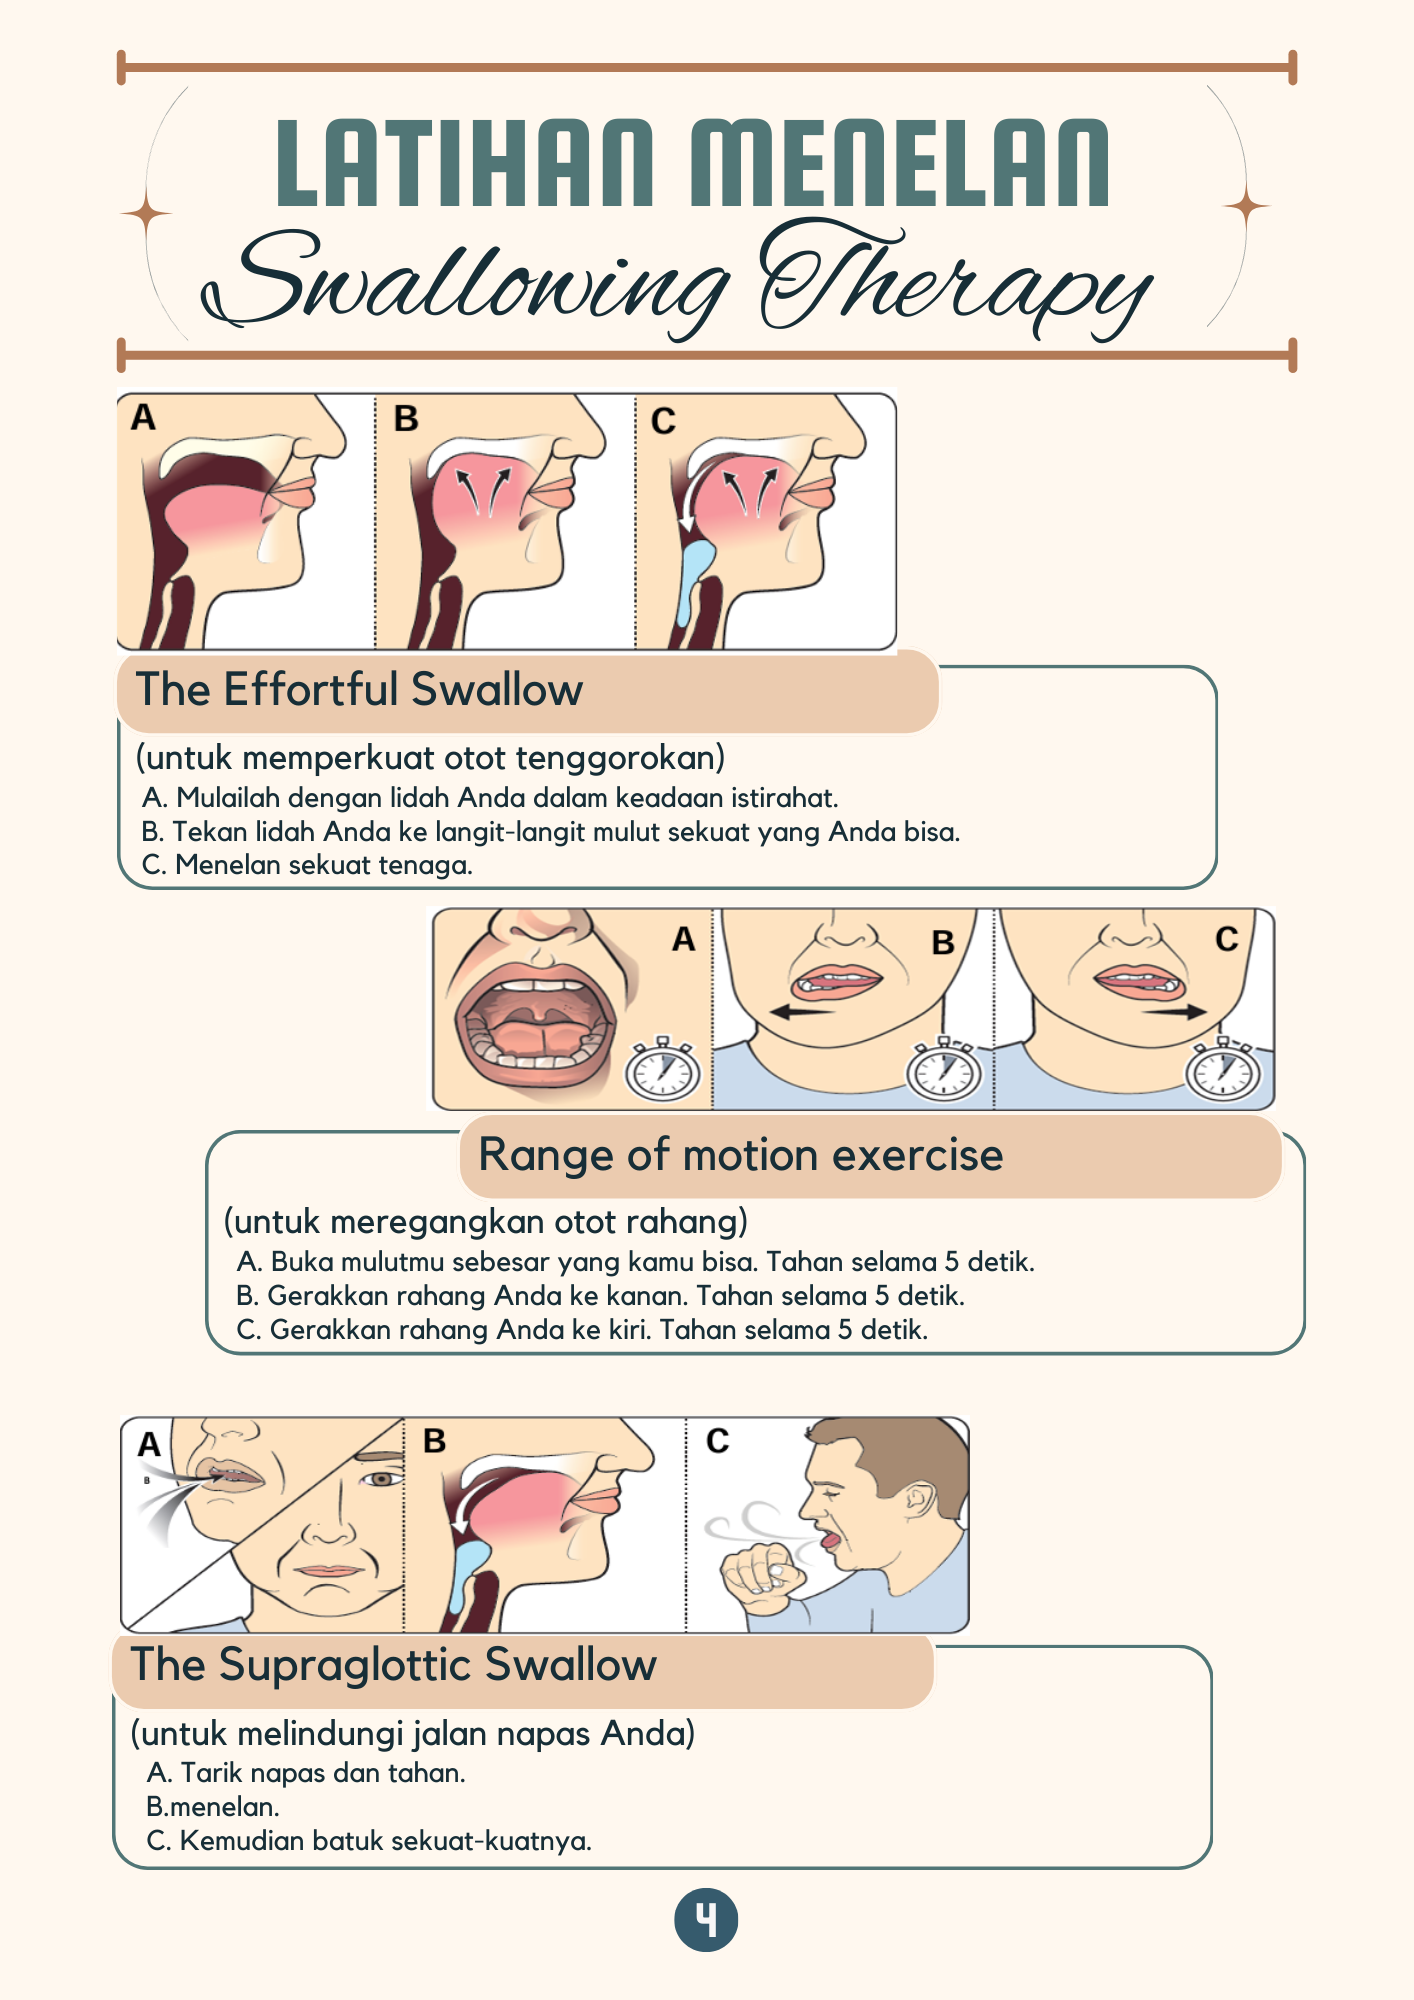 LATIHAN MENELAN
Swallowing Therapy
A
B
C
The Effortful Swallow
(untuk memperkuat otot tenggorokan)
A. Mulailah dengan lidah Anda dalam keadaan istirahat.
B. Tekan lidah Anda ke langit-langit mulut sekuat yang Anda bisa.
C. Menelan sekuat tenaga.
A
B
C
Range of motion exercise
(untuk meregangkan otot rahang)
A. Buka mulutmu sebesar yang kamu bisa. Tahan selama 5 detik.
B. Gerakkan rahang Anda ke kanan. Tahan selama 5 detik.
C. Gerakkan rahang Anda ke kiri. Tahan selama 5 detik.
A
B
B
C
The Supraglottic Swallow
(untuk melindungi jalan napas Anda)
A. Tarik napas dan tahan.
B.menelan.
C. Kemudian batuk sekuat-kuatnya.
4